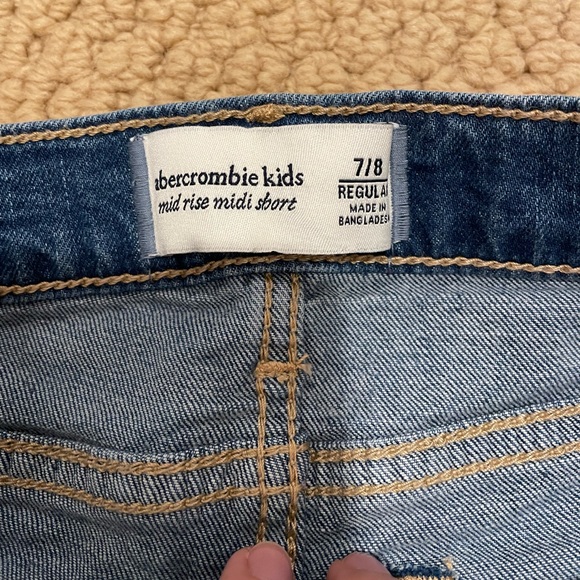 abercrombie kids
mid rise midi short
7/8
REGULAR
MADE IN
BANGLADESH